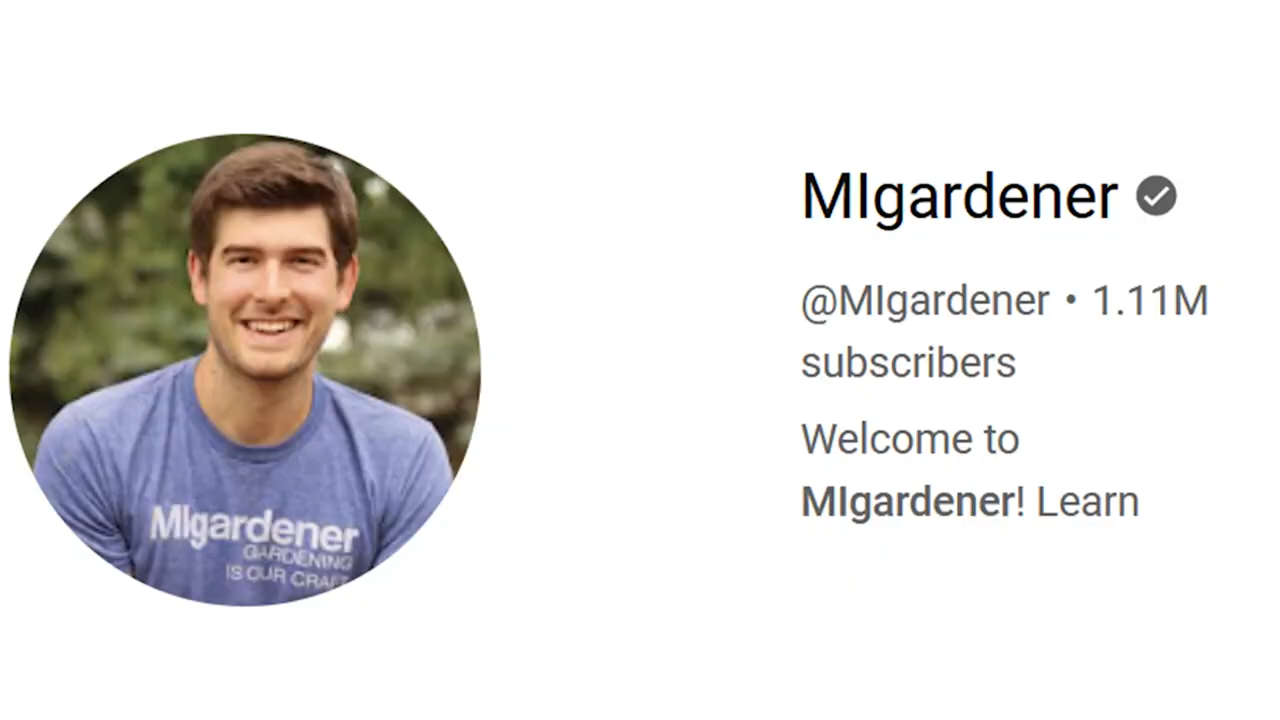 MIgardener
@MIgardener • 1.11M
subscribers
Welcome to
MIgardener! Learn
MIgardener
GARDENING
IS OUR CRAFT